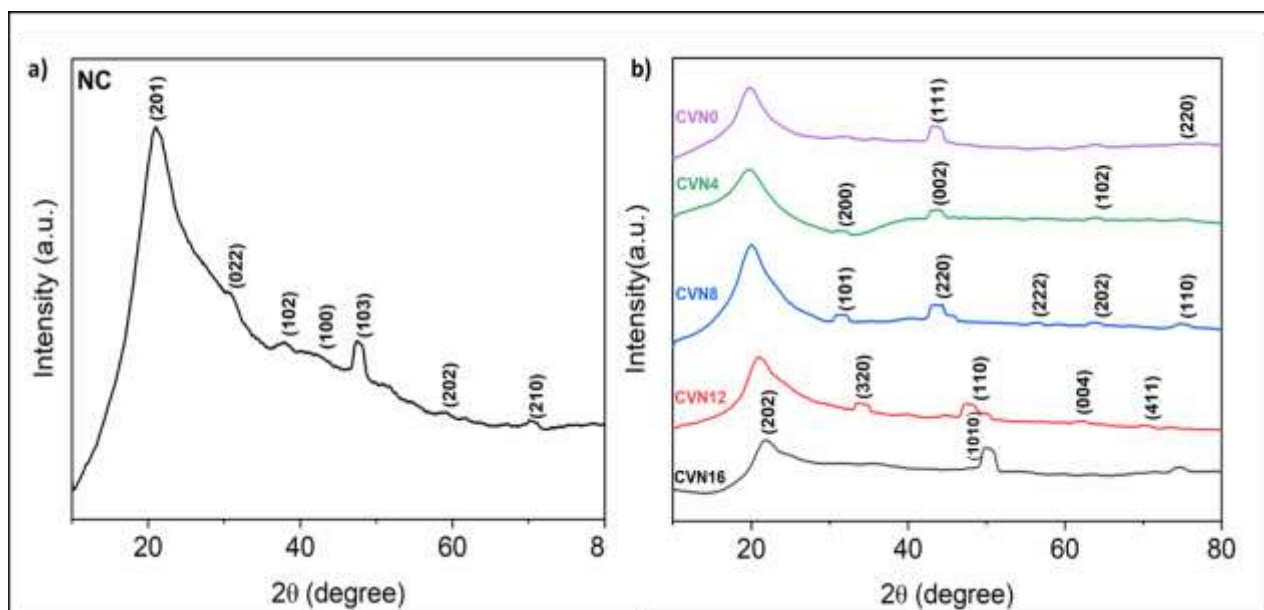 a)
NC
(201)
(022)
(102)
(100)
(103)
(202)
(210)
Intensity (a.u.)
20
40
60
8
2θ (degree)
b)
CVN0
(111)
(220)
CVN4
(200)
(002)
(102)
CVN8
(101)
(220)
(222)
(202)
(110)
CVN12
(320)
(110)
(004)
(411)
CVN16
(202)
(1010)
Intensity(a.u.)
20
40
60
80
2θ (degree)